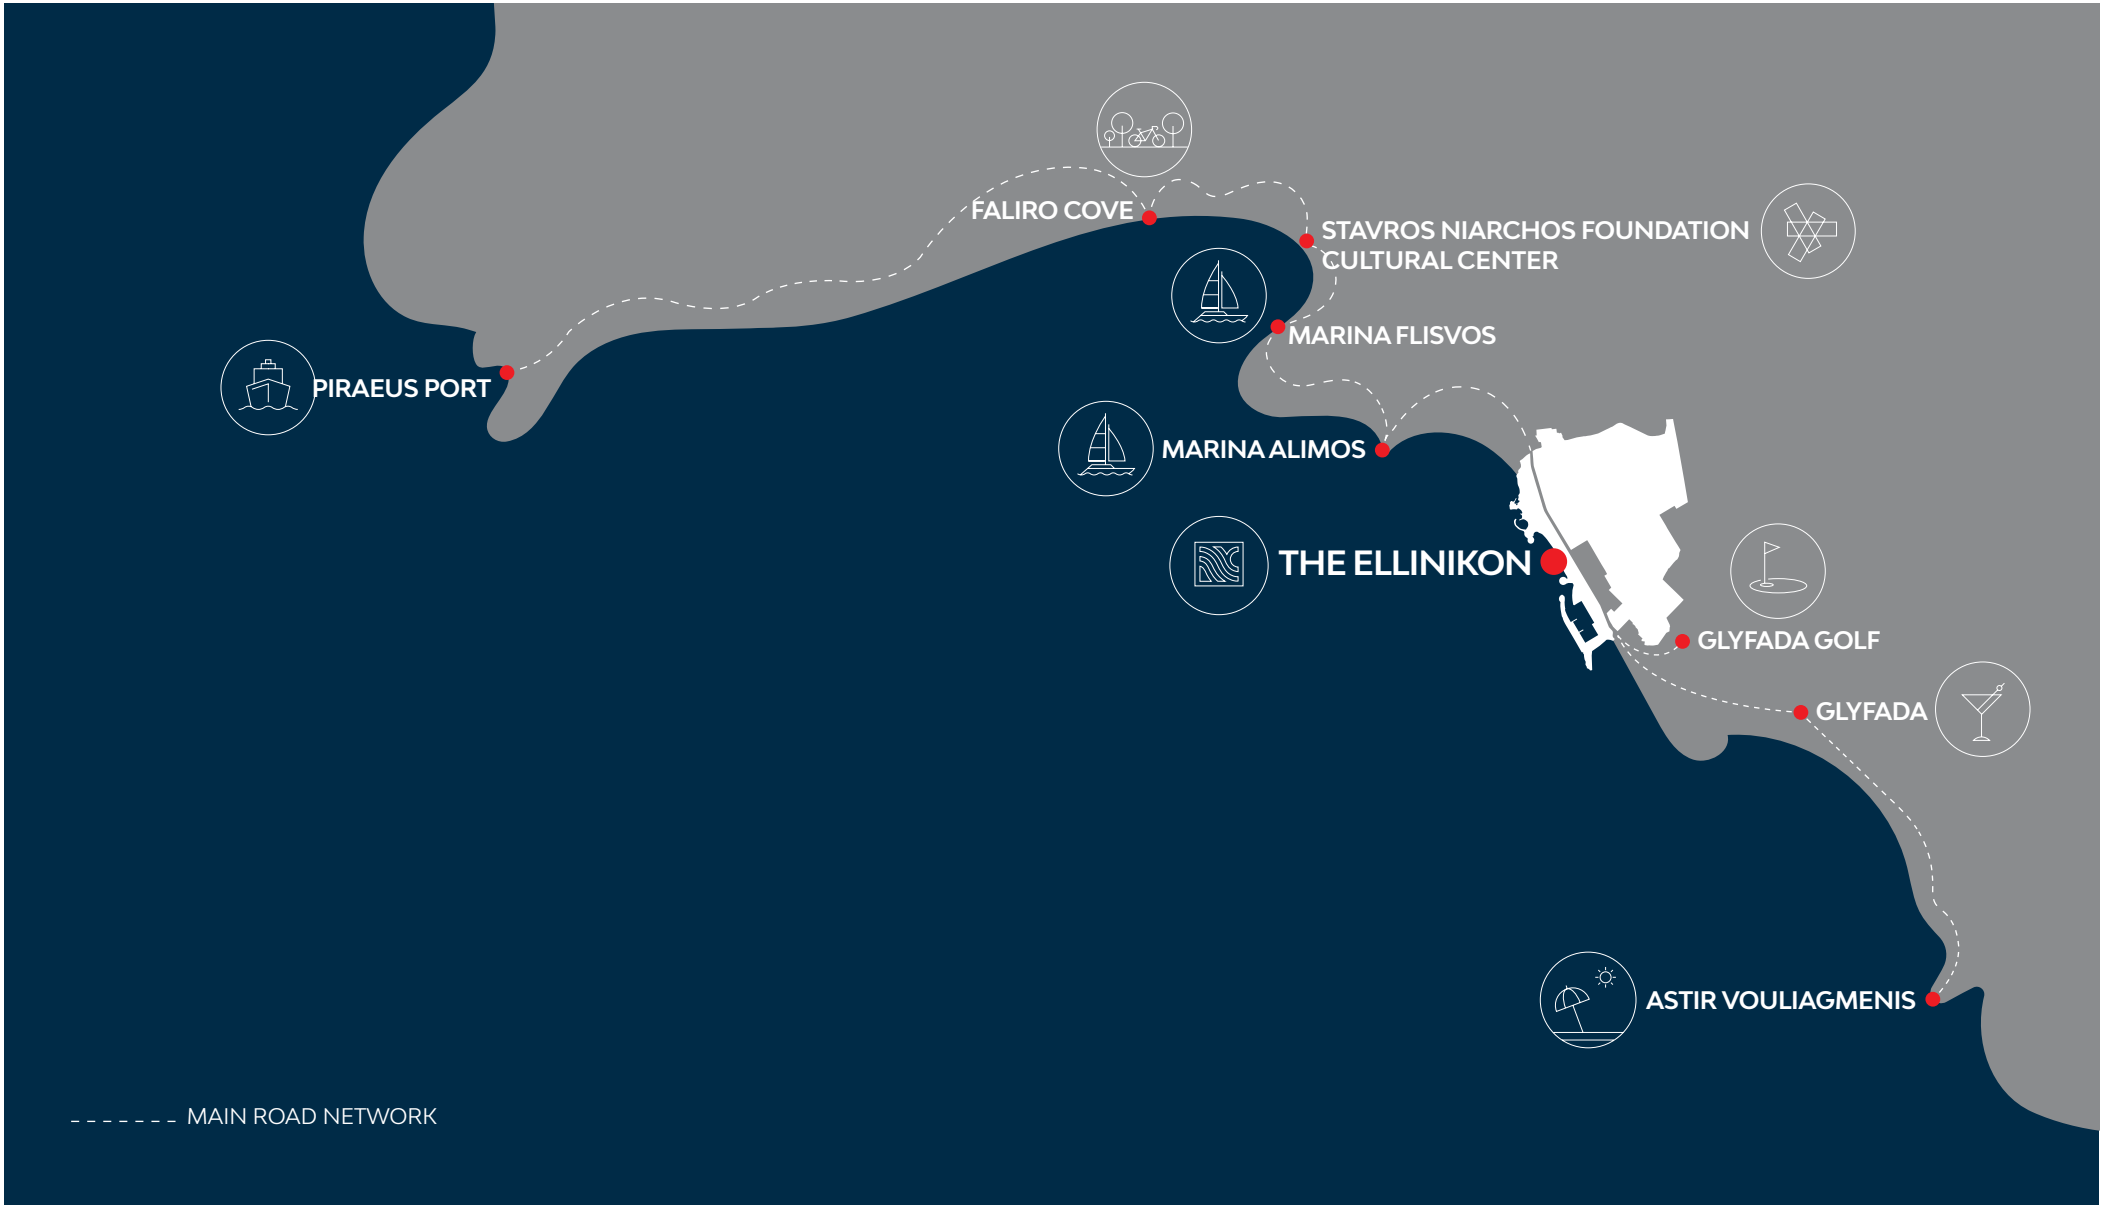 FALIRO COVE
STAVROS NIARCHOS FOUNDATION
CULTURAL CENTER
MARINA FLISVOS
PIRAEUS PORT
MARINA ALIMOS
THE ELLINIKON
GLYFADA GOLF
GLYFADA
ASTIR VOULIAGMENIS
MAIN ROAD NETWORK